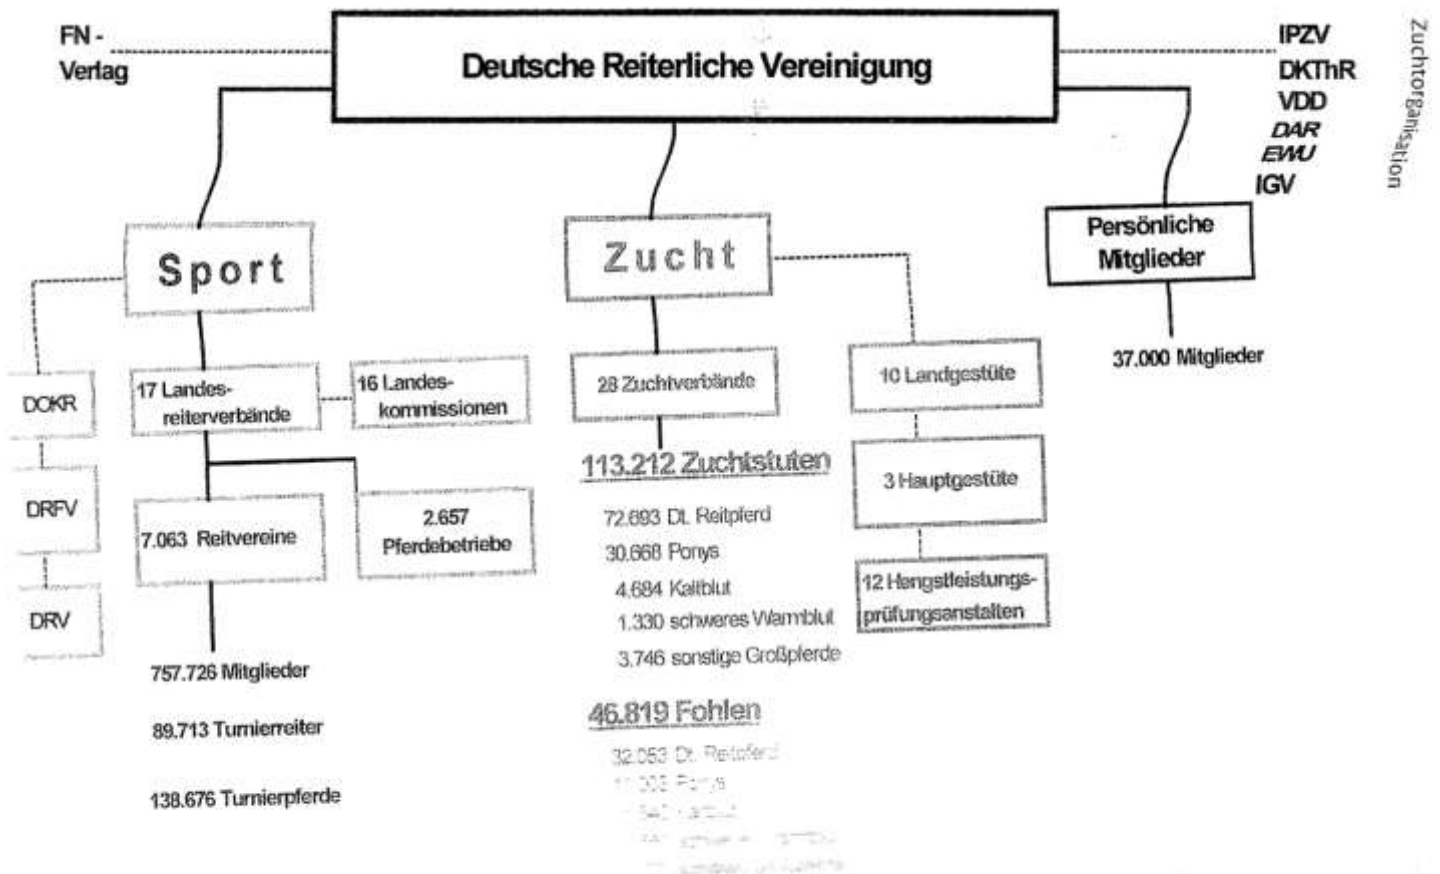 FN -
Verlag
Deutsche Reiterliche Vereinigung
IPZV
DKThR
VDD
DAR
EWU
IGV
Zuchtorganisation
Sport
Zucht
Persönliche
Mitglieder
37.000 Mitglieder
DOKR
DRFV
DRV
17 Landes-
reiterverbände
16 Landes-
kommissionen
7.063 Reitvereine
2.657
Pferdebetriebe
757.726 Mitglieder
89.713 Turnierreiter
138.676 Turnierpferde
28 Zuchtverbände
113.212 Zuchtstuten
72.693 Dt. Reitpferd
30.668 Ponys
4.684 Kaltblut
1.330 schweres Warmblut
3.746 sonstige Großpferde
46.819 Fohlen
32.053 Dt. Reitpferd
Ponys
10 Landgestüte
3 Hauptgestüte
12 Hengstleistungs-
prüfungsanstalten